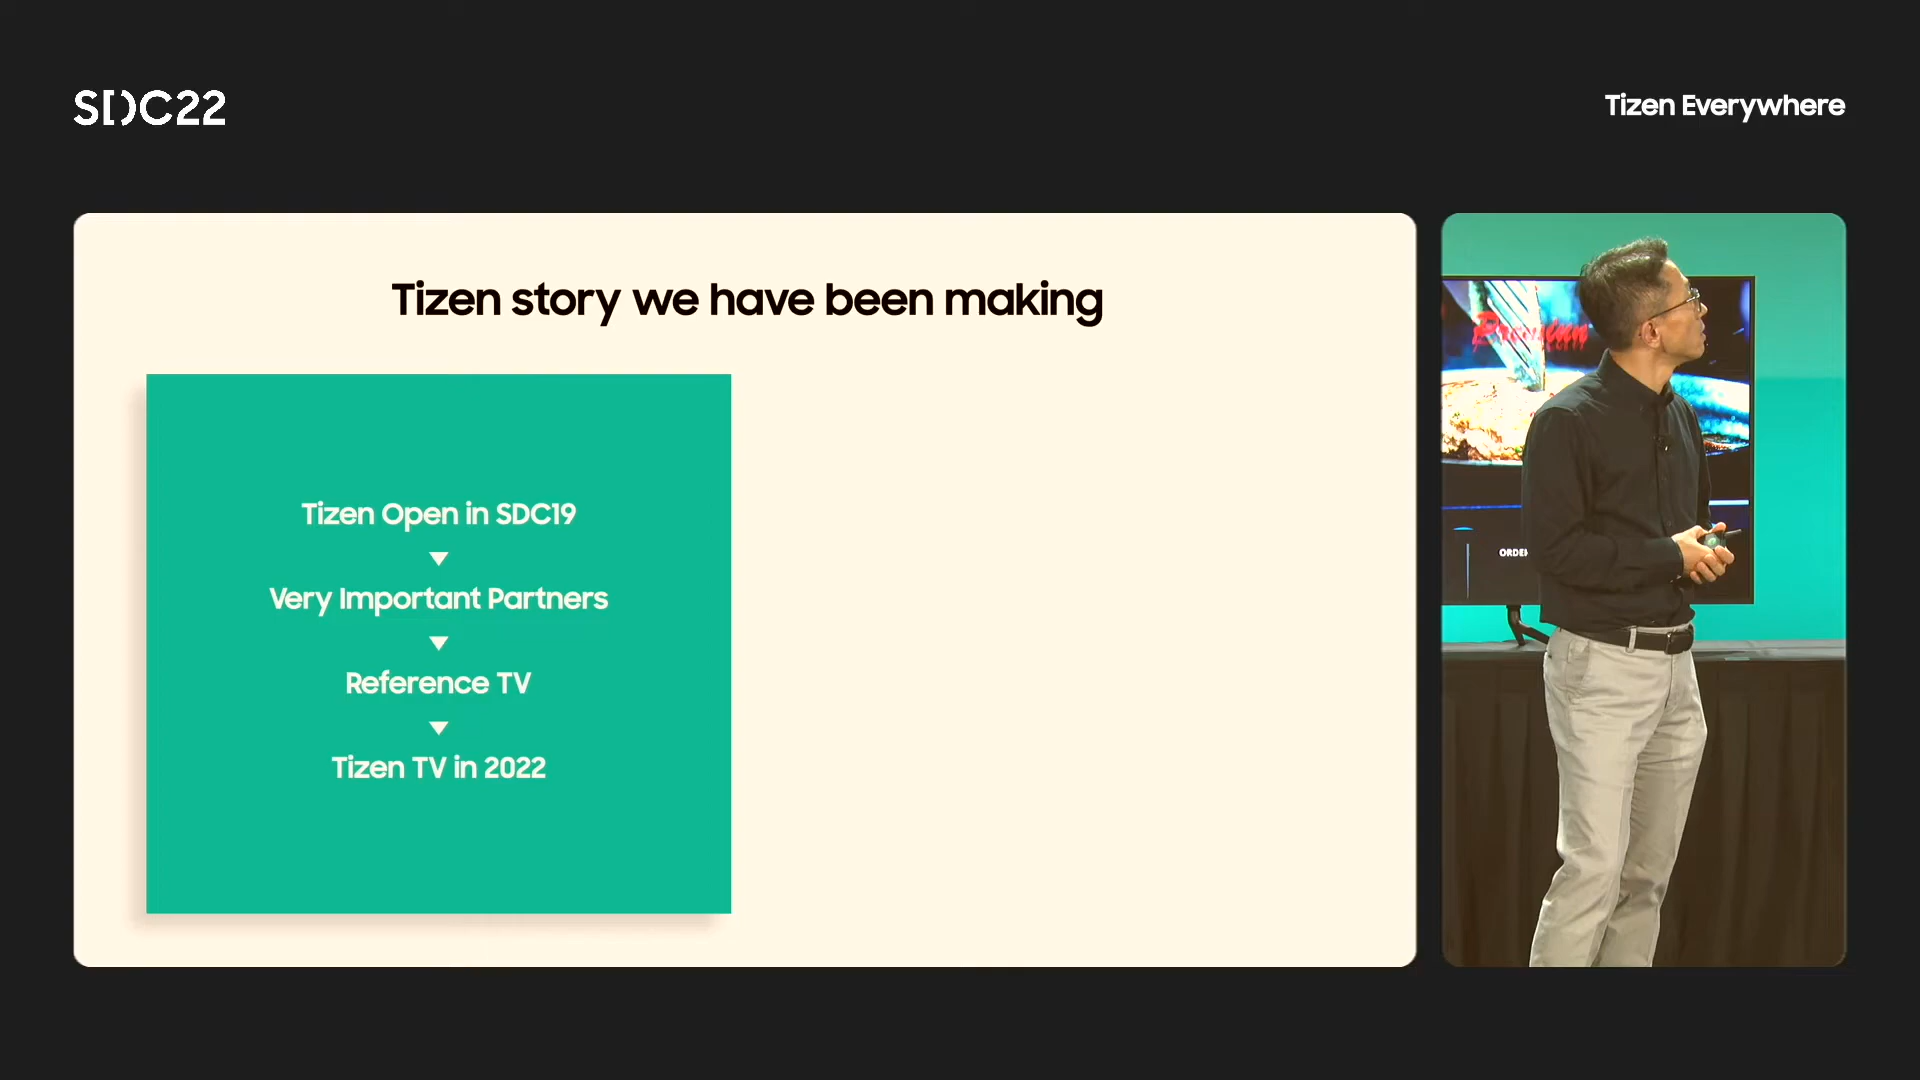 SDC22
Tizen Everywhere
Tizen story we have been making
Tizen Open in SDC19
Very Important Partners
Reference TV
Tizen TV in 2022
Premium